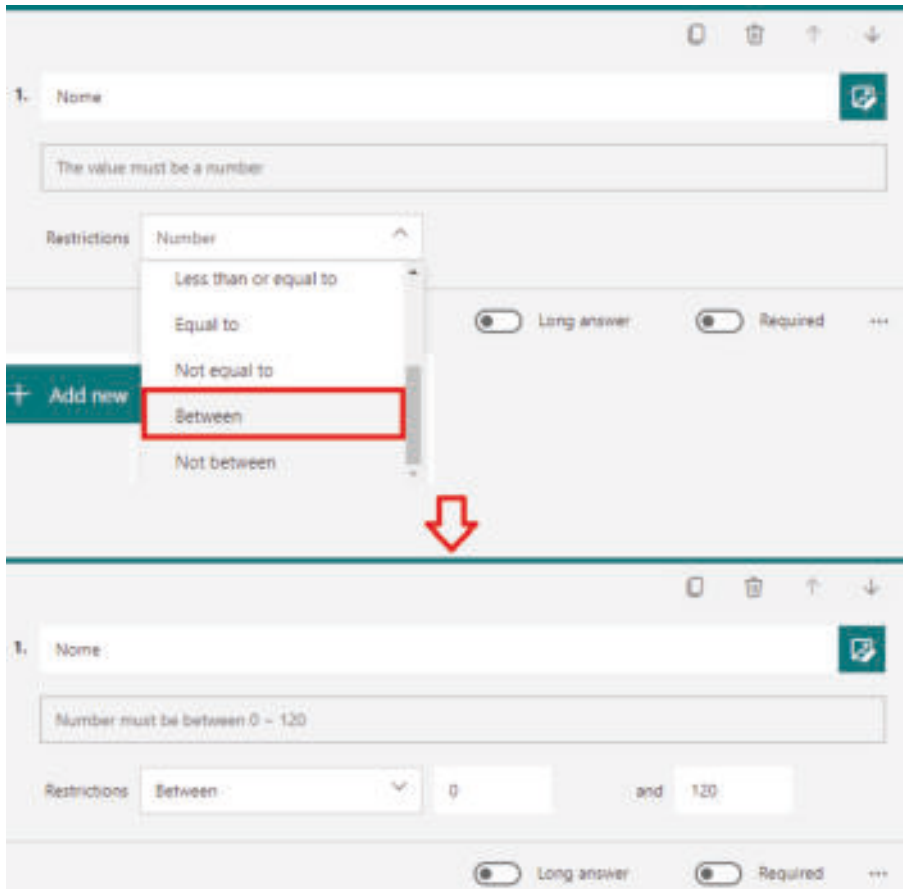 1. Nome
The value must be a number
Restrictions Number
Less than or equal to
Equal to
Long answer Required ...
Not equal to
+ Add new
Between
Not between
1. Nome
Number must be between 0 ~ 120
Restrictions Between 0 and 120
Long answer Required ...